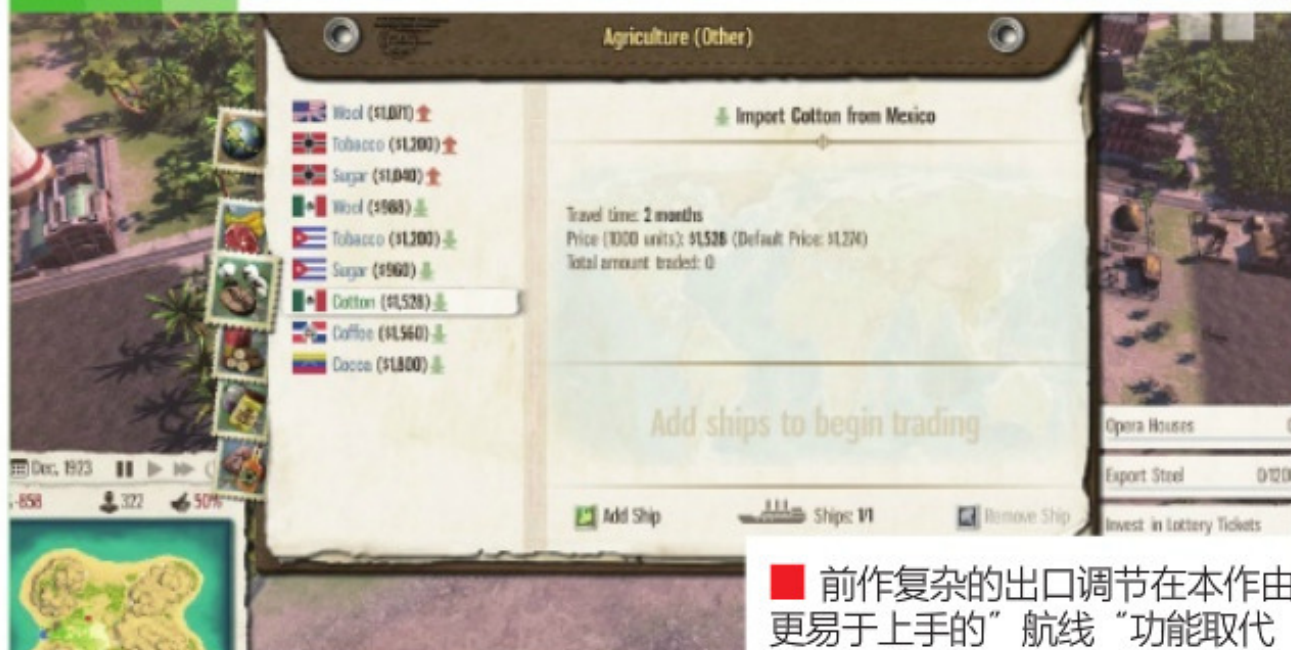 Agriculture (Other)
Wool ($1,071)
Tobacco ($1,200)
Sugar ($1,040)
Wool ($988)
Tobacco ($1,200)
Sugar ($960)
Cotton ($1,528)
Coffee ($1,560)
Cocoa ($1,800)
Import Cotton from Mexico
Travel time: 2 months
Price (1000 units): $1,528 (Default Price: $1,274)
Total amount traded: 0
Add ships to begin trading
Add Ship
Ships: 1/1
Remove Ship
Dec, 1923
-858
322
50%
Opera Houses
Export Steel
Invest in Lottery Tickets
■ 前作复杂的出口调节在本作由
更易于上手的”航线“功能取代